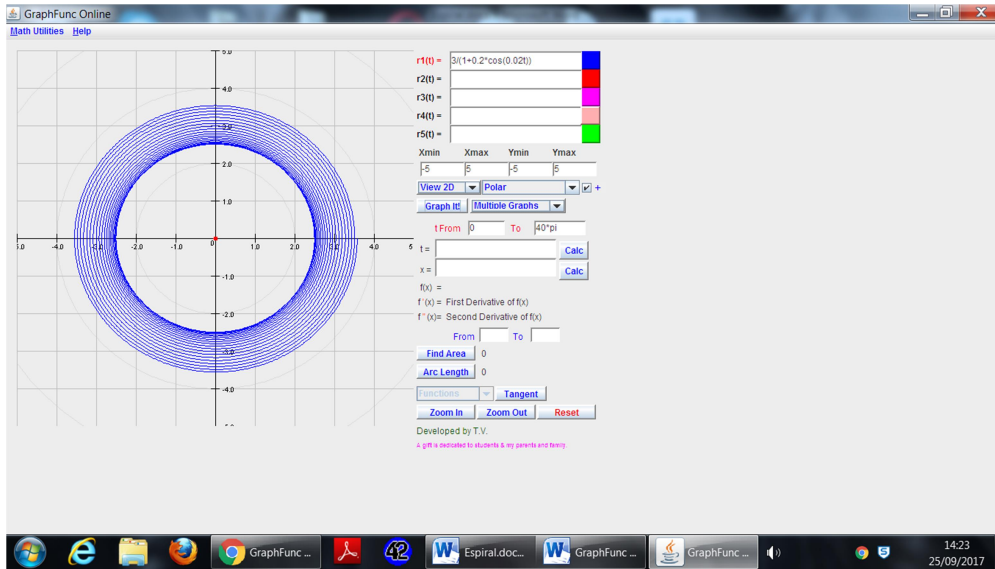 GraphFunc Online
Math Utilities Help
r1(t) = 3/(1+0.2*cos(0.02t))
r2(t) =
r3(t) =
r4(t) =
r5(t) =
Xmin Xmax Ymin Ymax
-5 5 -5 5
View 2D Polar +
Graph It! Multiple Graphs
t From 0 To 40*pi
t = Calc
x = Calc
f(x) =
f '(x) = First Derivative of f(x)
f ''(x)= Second Derivative of f(x)
From To
Find Area 0
Arc Length 0
Functions Tangent
Zoom In Zoom Out Reset
Developed by T.V.
A gift is dedicated to students & my parents and family.
5.0
4.0
2.0
1.0
5.0 -4.0 -2.0 -1.0 0 1.0 2.0 4.0 5
-1.0
-2.0
-3.0
-4.0
42
GraphFunc ...
Espiral.doc...
GraphFunc ...
GraphFunc ...
14:23
25/09/2017